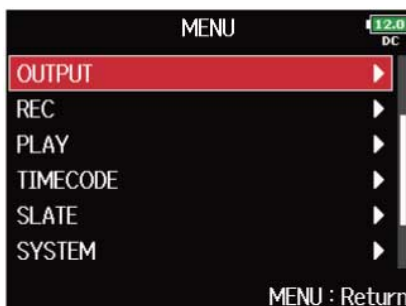 MENU
12.0
DC
OUTPUT
REC
PLAY
TIMECODE
SLATE
SYSTEM
MENU : Return